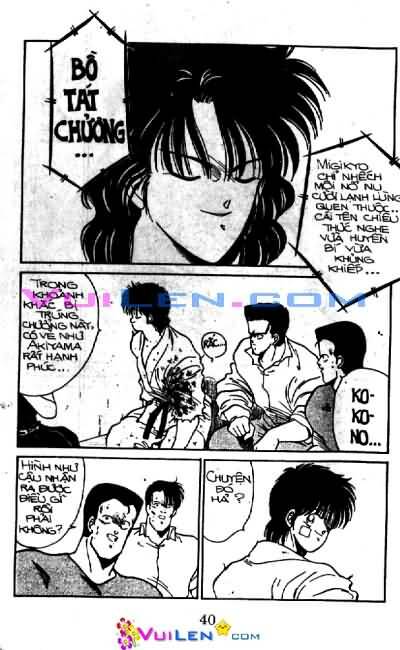 BỒ
TÁT
CHƯỞNG
...
MIGIKYO
CHỈ NHẾCH
MÔI NỞ NỤ
CƯỜI LẠNH LÙNG
QUEN THUỘC..
CÁI TÊN CHIÊU
THỨC NGHE
VỪA HUYỀN
BÍ VỪA
KHỦNG
KHIẾP...
TRONG
KHOẢNH
KHẮC BỊ
TRÚNG
CHƯỞNG NÀY,
CÓ VẺ NHƯ
AKIYAMA
RẤT HẠNH
PHÚC...
RẮC..
KO-
KO-
NO...
VUILEN.COM
HÌNH NHƯ
CẬU NHẬN
RA ĐƯỢC
ĐIỀU GÌ
RỒI
PHẢI
KHÔNG?
CHUYỆN
ĐÓ
HẢ?
40
VUILEN.COM